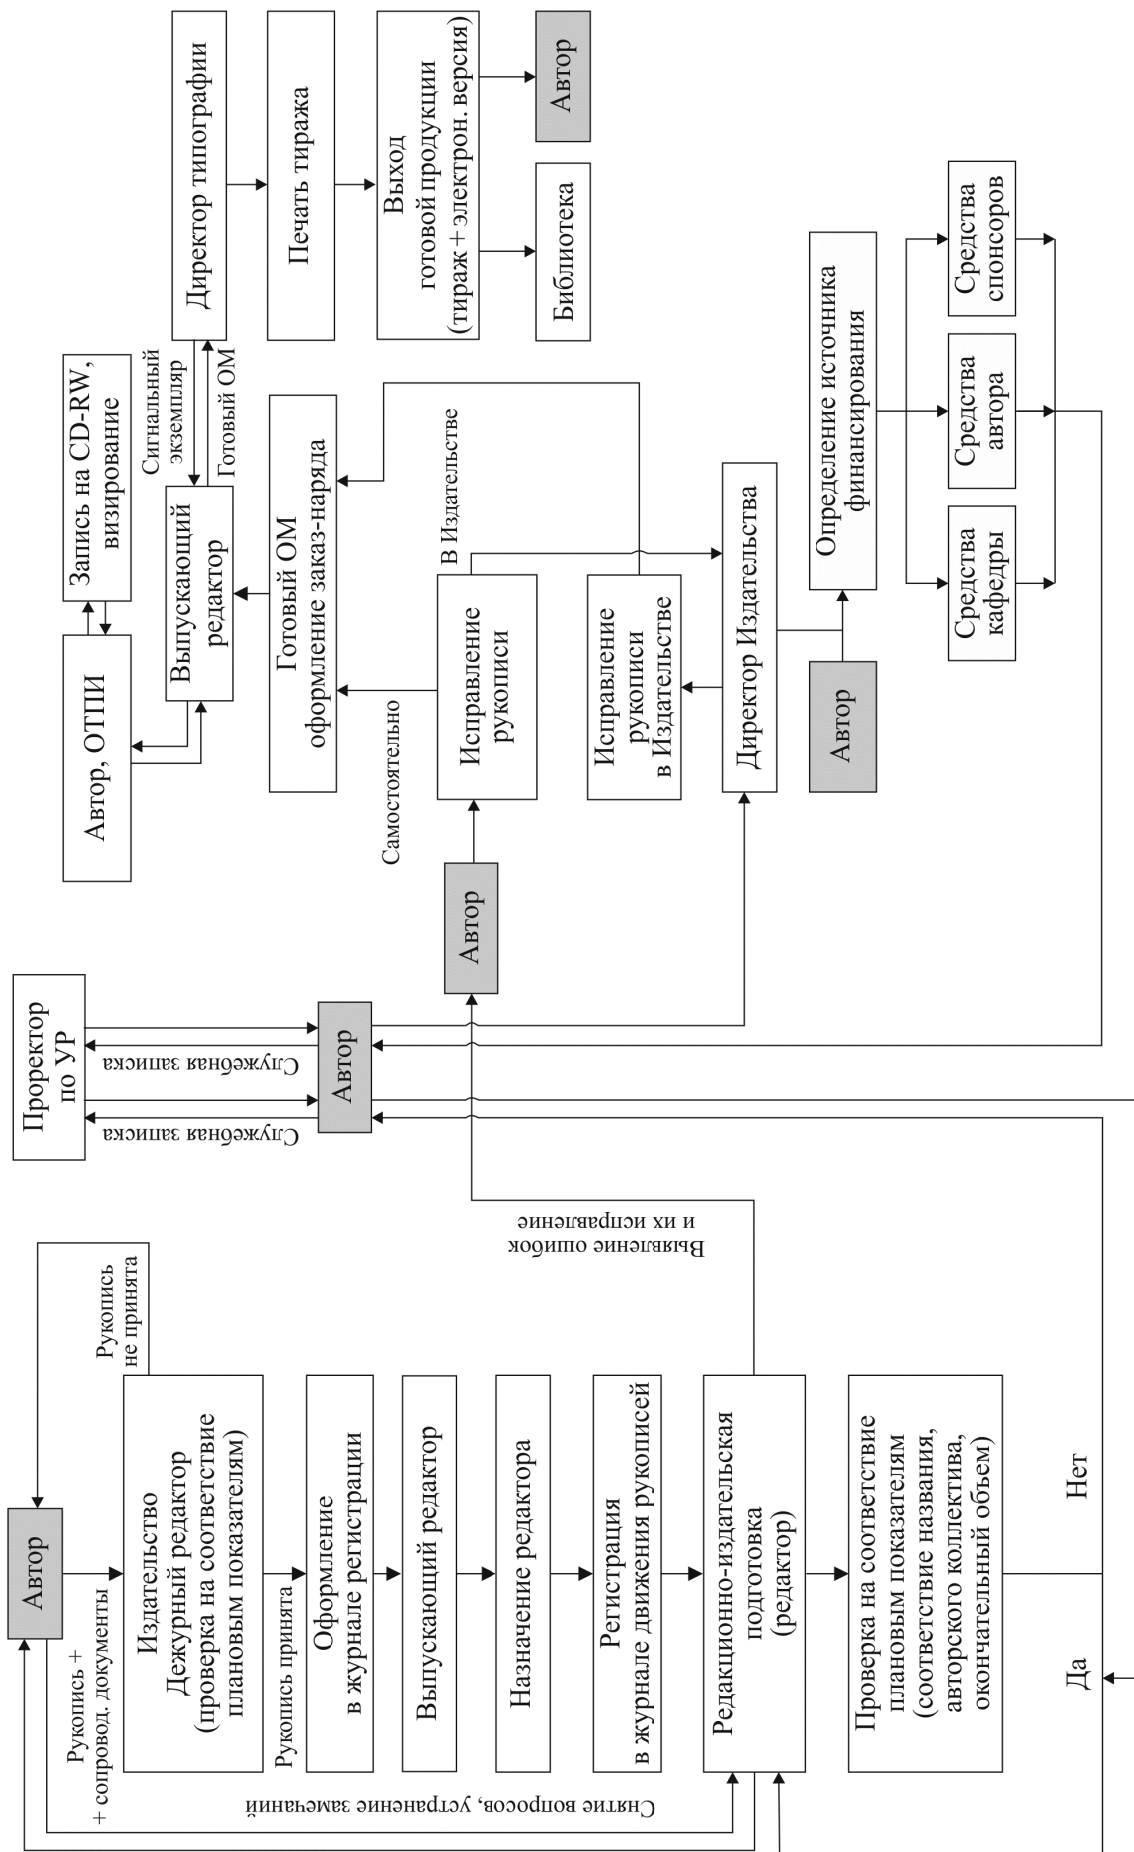 Автор
Рукопись +
+ сопровод. документы
Рукопись
не принята
Издательство
Дежурный редактор
(проверка на соответствие
плановым показателям)
Рукопись принята
Оформление
в журнале регистрации
Выпускающий редактор
Назначение редактора
Регистрация
в журнале движения рукописей
Снятие вопросов, устранение замечаний
Редакционно-издательская
подготовка
(редактор)
Выявление ошибок
и их исправление
Проверка на соответствие
плановым показателям
(соответствие названия,
авторского коллектива,
окончательный объем)
Да
Нет
Проректор
по УР
Служебная записка
Служебная записка
Автор
Автор
Исправление
рукописи
Самостоятельно
В Издательстве
Исправление
рукописи
в Издательстве
Директор Издательства
Автор
Определение источника
финансирования
Средства
кафедры
Средства
автора
Средства
спонсоров
Готовый ОМ
оформление заказ-наряда
Выпускающий
редактор
Автор, ОТПИ
Запись на CD-RW,
визирование
Сигнальный
экземпляр
Готовый ОМ
Директор типографии
Печать тиража
Выход
готовой продукции
(тираж + электрон. версия)
Библиотека
Автор